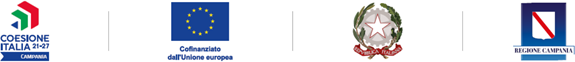 COESIONE
ITALIA 21-27
CAMPANIA
Cofinanziato
dall'Unione europea
REPUBBLICA ITALIANA
REGIONE CAMPANIA